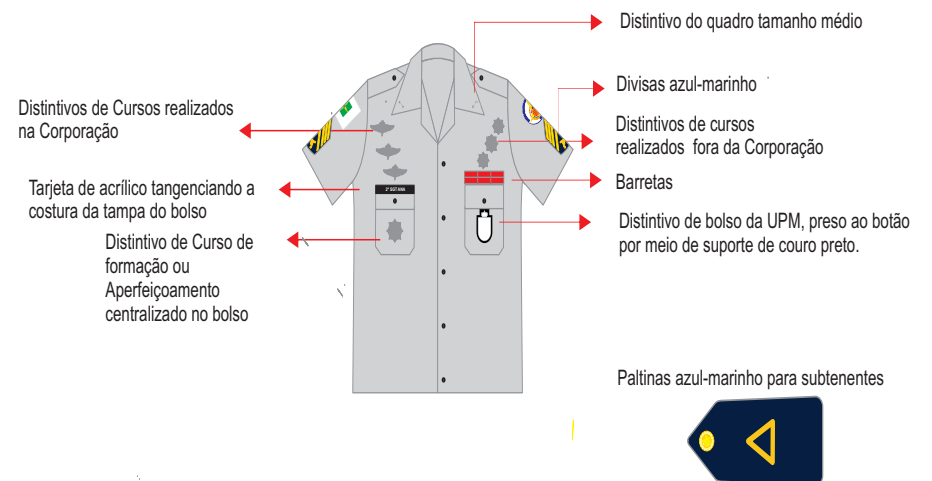 Distintivo do quadro tamanho médio
Divisas azul-marinho
Distintivos de Cursos realizados
na Corporação
Distintivos de cursos
realizados fora da Corporação
Barretas
Tarjeta de acrílico tangenciando a
costura da tampa do bolso
2º SGT ANA
Distintivo de bolso da UPM, preso ao botão
por meio de suporte de couro preto.
Distintivo de Curso de
formação ou
Aperfeiçoamento
centralizado no bolso
Paltinas azul-marinho para subtenentes